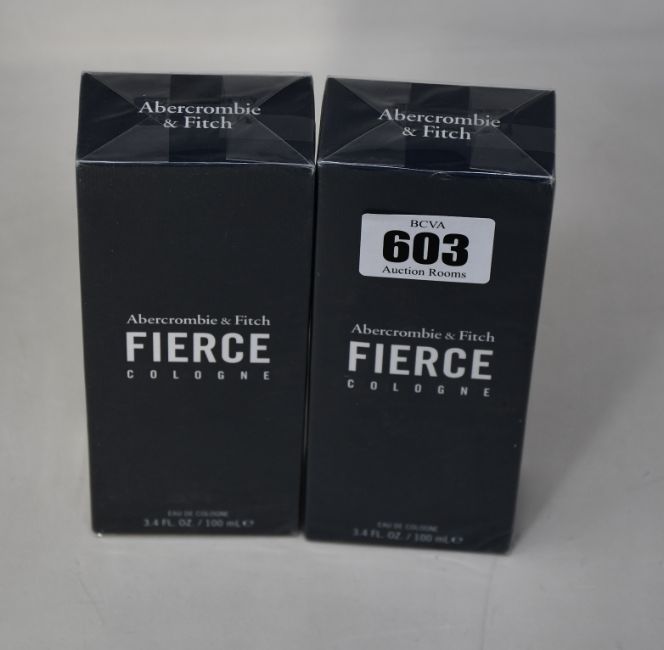 Abercrombie
& Fitch
Abercrombie & Fitch
FIERCE
COLOGNE
EAU DE COLOGNE
3.4 FL. OZ. / 100 mL ℮
Abercrombie
& Fitch
BCVA
603
Auction Rooms
Abercrombie & Fitch
FIERCE
COLOGNE
EAU DE COLOGNE
3.4 FL. OZ. / 100 mL ℮